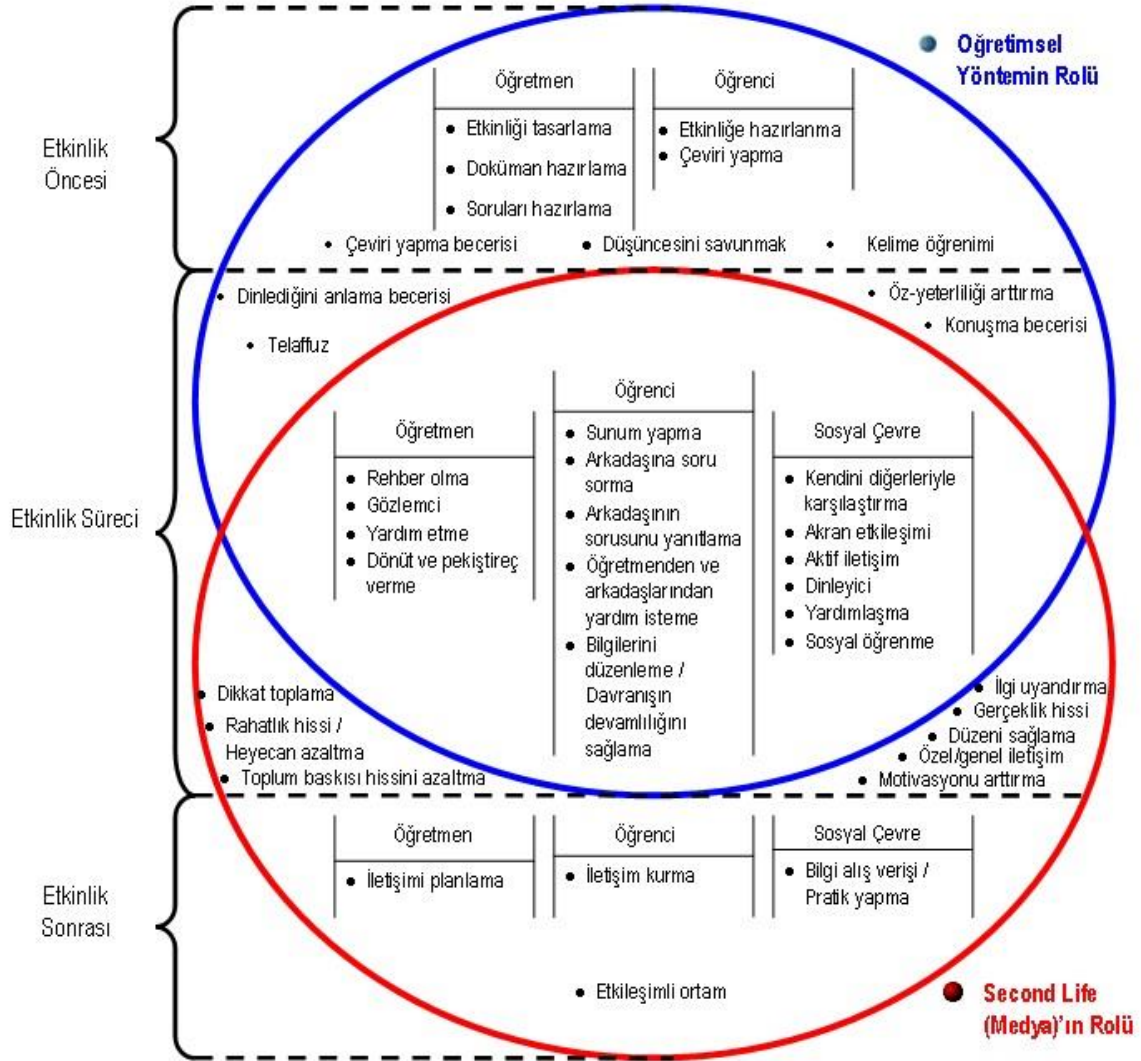 Oğretimsel
Yöntemin Rolü
Etkinlik
Öncesi
Öğretmen
● Etkinliği tasarlama
● Doküman hazırlama
● Soruları hazırlama
Öğrenci
● Etkinliğe hazırlanma
● Çeviri yapma
• Çeviri yapma becerisi
● Düşüncesini savunmak
• Kelime öğrenimi
Etkinlik Süreci
• Dinlediğini anlama becerisi
• Telaffuz
• Öz-yeterliliği arttırma
• Konuşma becerisi
Öğretmen
● Rehber olma
● Gözlemci
● Yardım etme
● Dönüt ve pekiştireç
verme
Öğrenci
● Sunum yapma
● Arkadaşına soru
sorma
● Arkadaşının
sorusunu yanıtlama
● Öğretmenden ve
arkadaşlarından
yardım isteme
● Bilgilerini
düzenleme /
Davranışın
devamlılığını
sağlama
Sosyal Çevre
● Kendini diğerleriyle
karşılaştırma
● Akran etkileşimi
● Aktif iletişim
● Dinleyici
● Yardımlaşma
● Sosyal öğrenme
● Dikkat toplama
● Rahatlık hissi /
Heyecan azaltma
● Toplum baskısı hissini azaltma
● İlgi uyandırma
● Gerçeklik hissi
● Düzeni sağlama
● Özel/genel iletişim
● Motivasyonu arttırma
Etkinlik
Sonrası
Öğretmen
● İletişimi planlama
Öğrenci
● İletişim kurma
Sosyal Çevre
● Bilgi alış verişi /
Pratik yapma
● Etkileşimli ortam
Second Life
(Medya)'ın Rolü